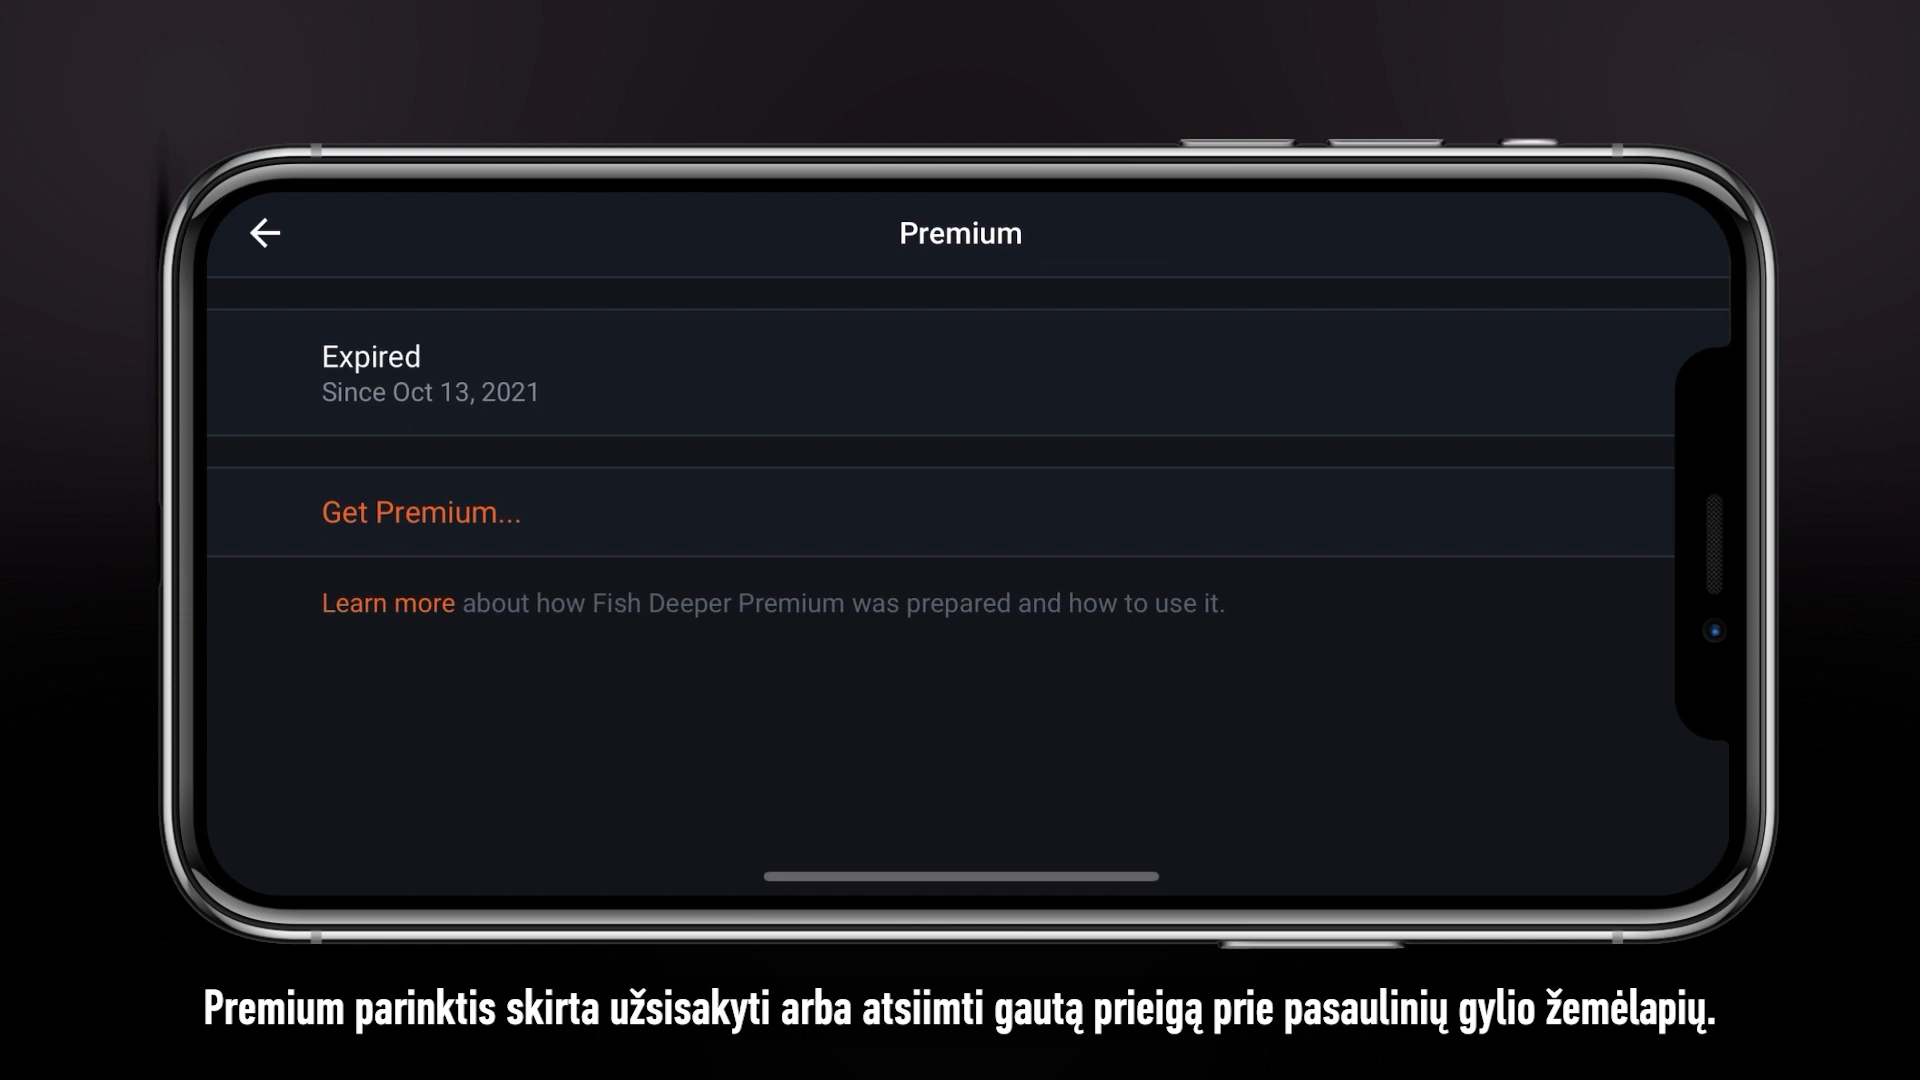 Premium
Expired
Since Oct 13, 2021
Get Premium...
Learn more about how Fish Deeper Premium was prepared and how to use it.
Premium parinktis skirta užsisakyti arba atsiimti gautą prieigą prie pasaulinių gylio žemėlapių.